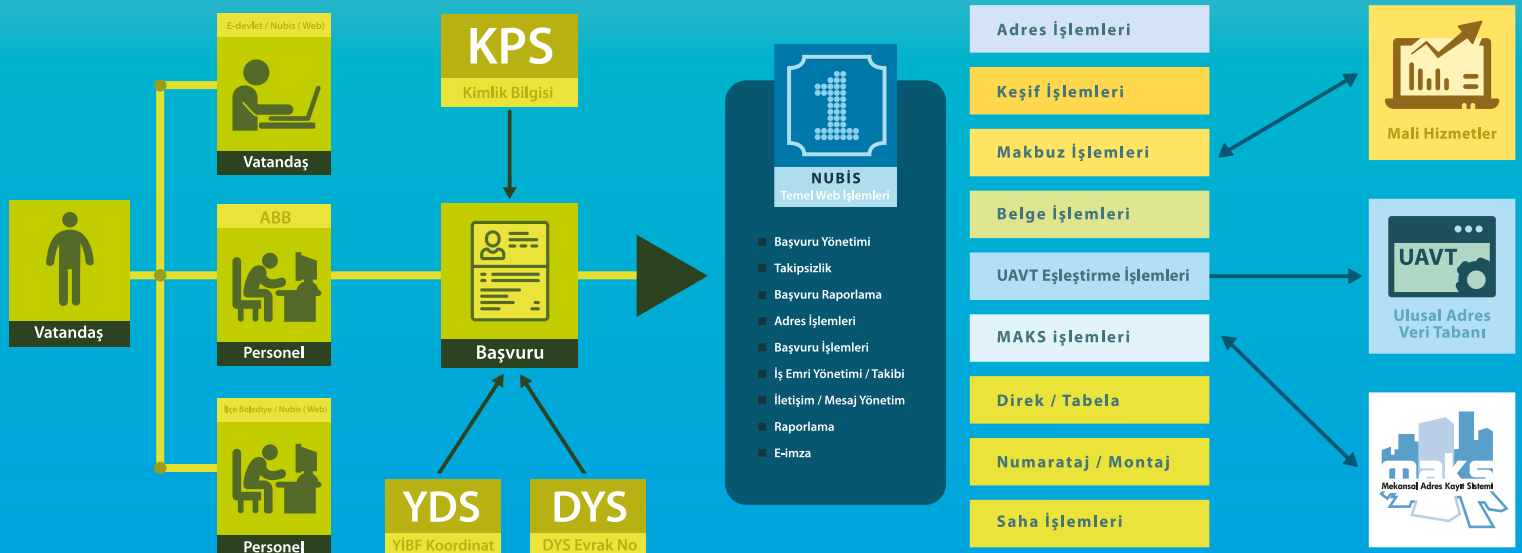 Vatandaş
E-devlet / Nubis ( Web)
Vatandaş
ABB
Personel
İlçe Belediye / Nubis ( Web)
Personel
KPS
Kimlik Bilgisi
Başvuru
YDS
YİBF Koordinat
DYS
DYS Evrak No
1
NUBİS
Temel Web İşlemleri
Başvuru Yönetimi
Takipsizlik
Başvuru Raporlama
Adres İşlemleri
Başvuru İşlemleri
İş Emri Yönetimi / Takibi
İletişim / Mesaj Yönetim
Raporlama
E-imza
Adres İşlemleri
Keşif İşlemleri
Makbuz İşlemleri
Belge İşlemleri
UAVT Eşleştirme İşlemleri
MAKS işlemleri
Direk / Tabela
Numarataj / Montaj
Saha İşlemleri
Mali Hizmetler
UAVT
Ulusal Adres
Veri Tabanı
maks
Mekansal Adres Kayıt Sistemi